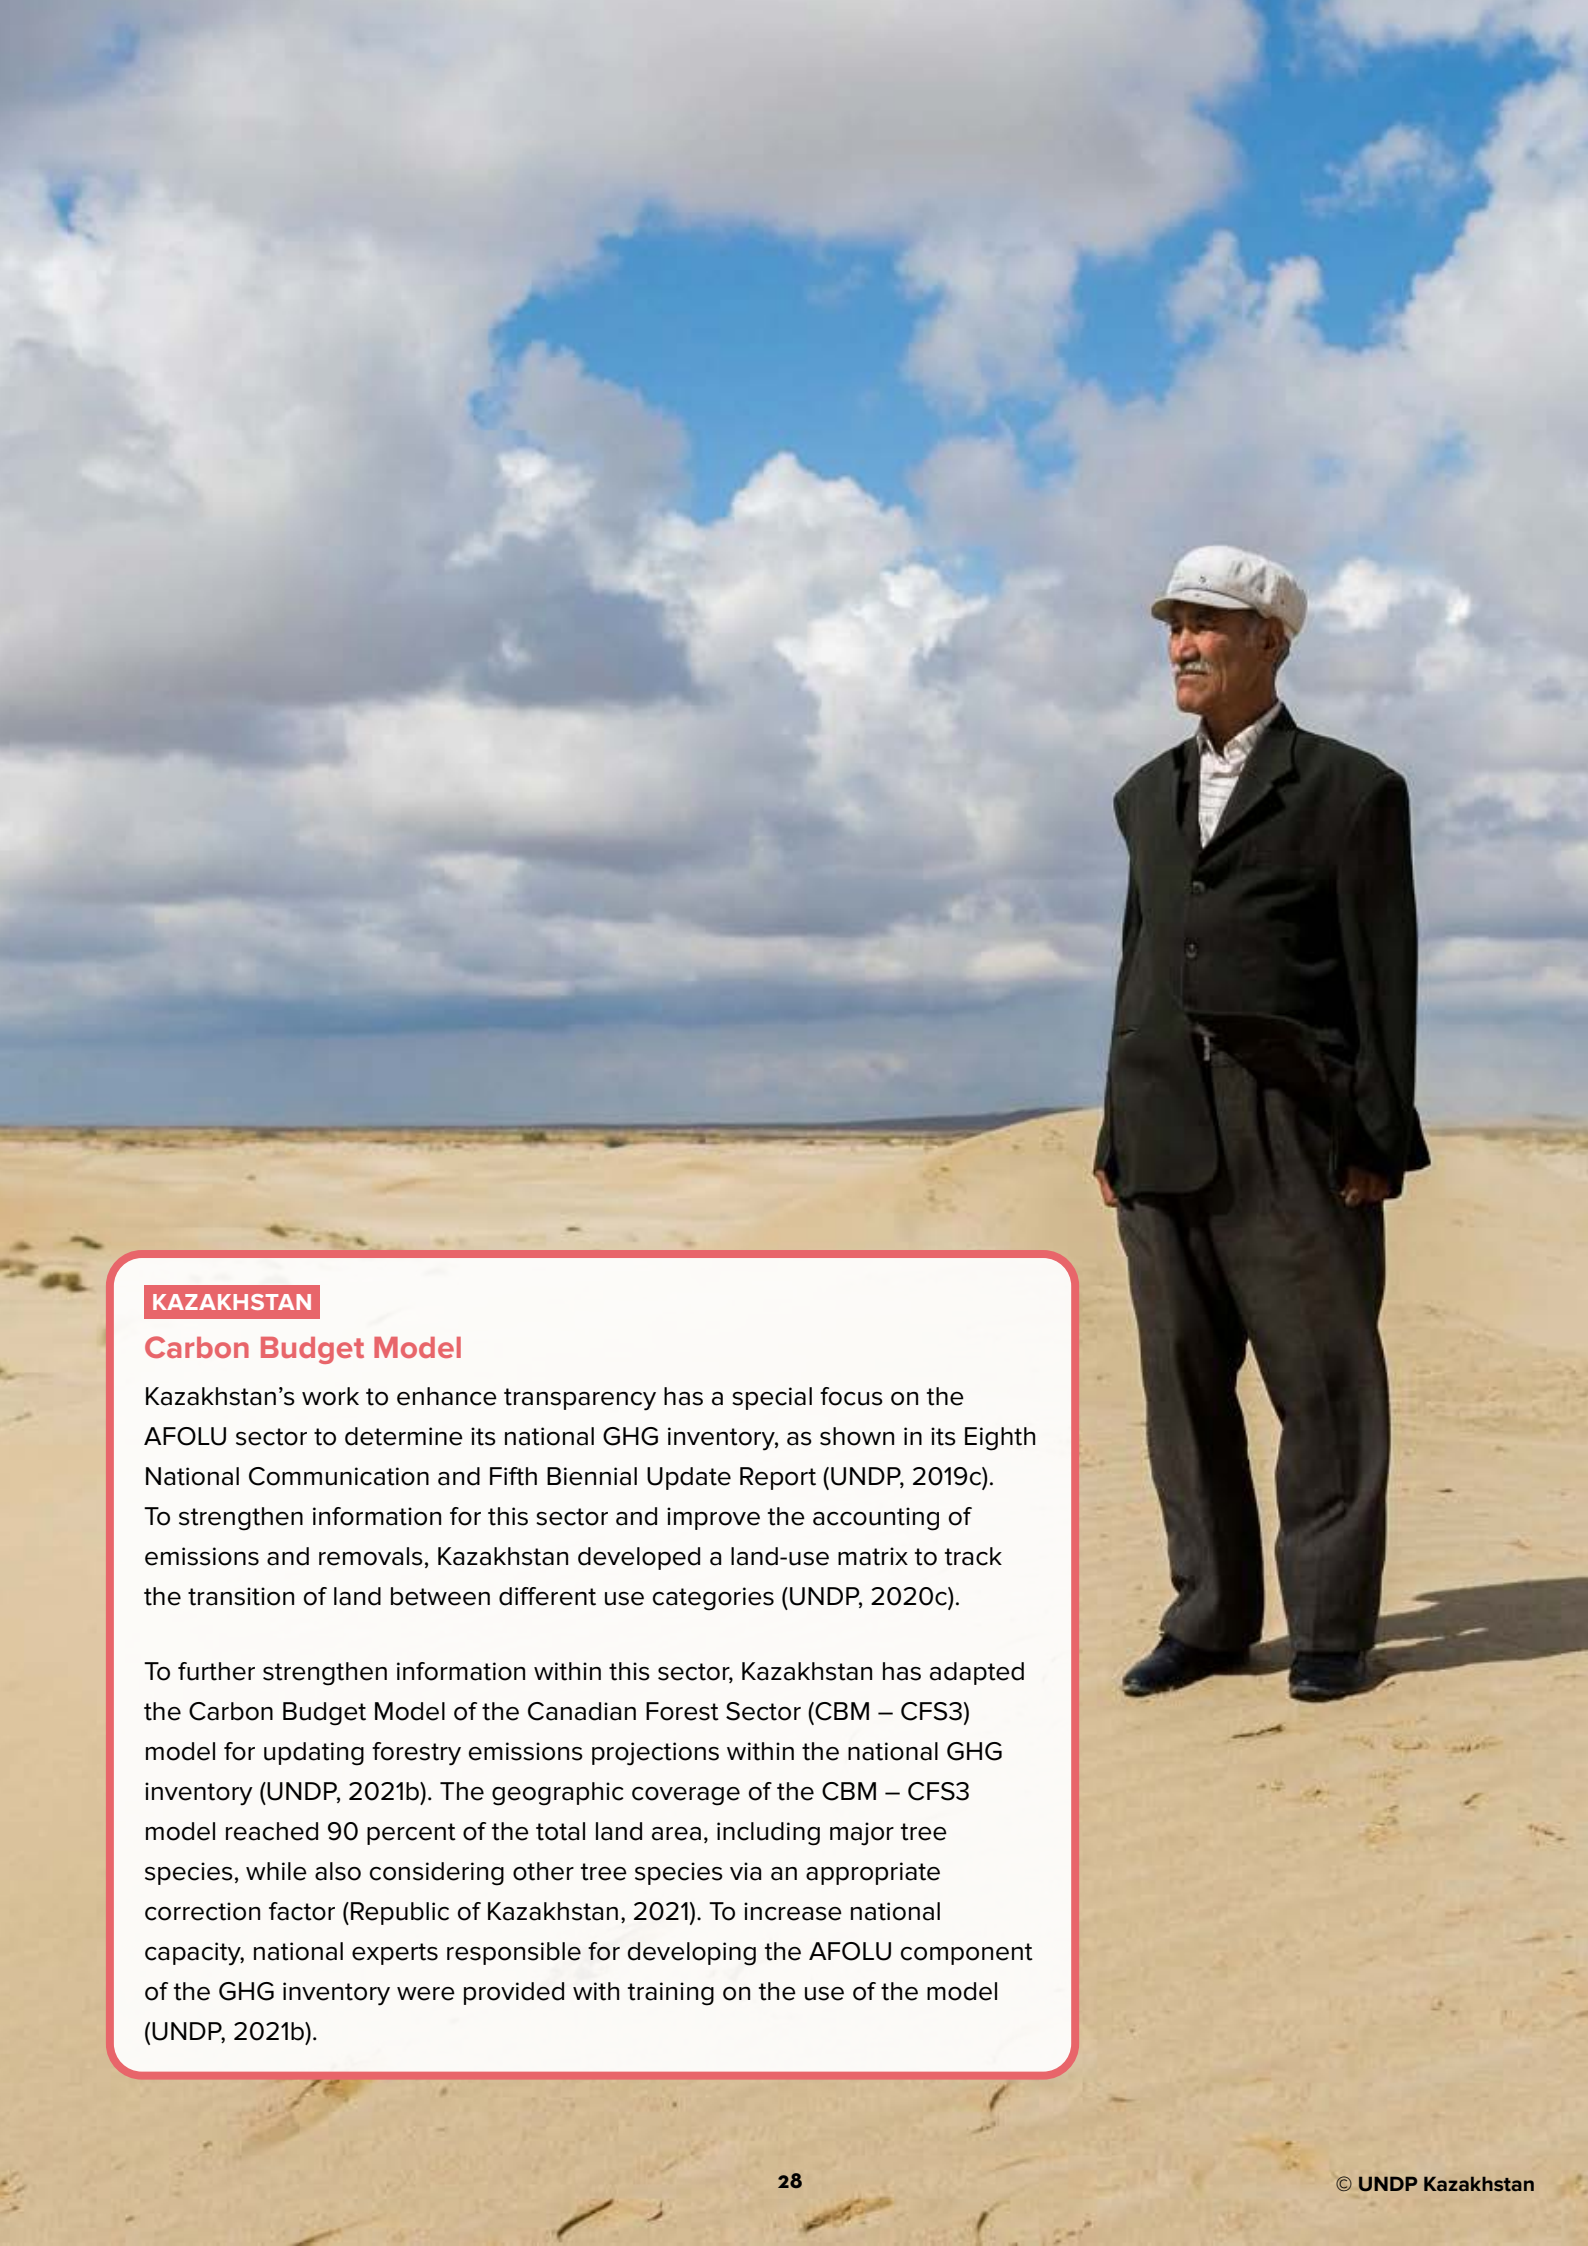 KAZAKHSTAN
Carbon Budget Model
Kazakhstan’s work to enhance transparency has a special focus on the
AFOLU sector to determine its national GHG inventory, as shown in its Eighth
National Communication and Fifth Biennial Update Report (UNDP, 2019c).
To strengthen information for this sector and improve the accounting of
emissions and removals, Kazakhstan developed a land-use matrix to track
the transition of land between different use categories (UNDP, 2020c).
To further strengthen information within this sector, Kazakhstan has adapted
the Carbon Budget Model of the Canadian Forest Sector (CBM – CFS3)
model for updating forestry emissions projections within the national GHG
inventory (UNDP, 2021b). The geographic coverage of the CBM – CFS3
model reached 90 percent of the total land area, including major tree
species, while also considering other tree species via an appropriate
correction factor (Republic of Kazakhstan, 2021). To increase national
capacity, national experts responsible for developing the AFOLU component
of the GHG inventory were provided with training on the use of the model
(UNDP, 2021b).
28
© UNDP Kazakhstan